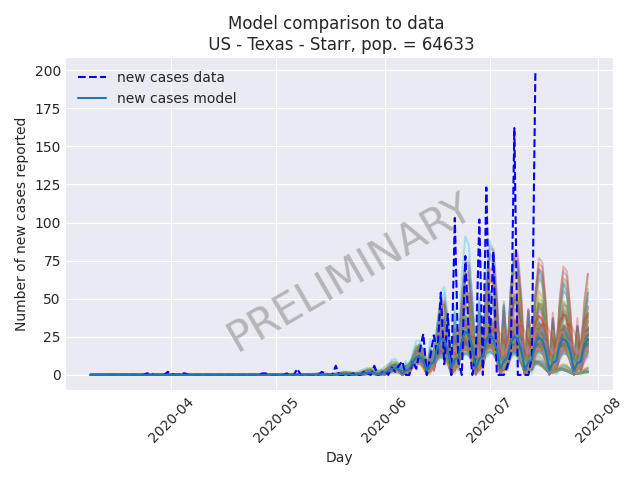 Model comparison to data
US - Texas - Starr, pop. = 64633
new cases data
new cases model
Number of new cases reported
200
175
150
125
100
75
50
25
0
PRELIMINARY
2020-04
2020-05
2020-06
2020-07
2020-08
Day